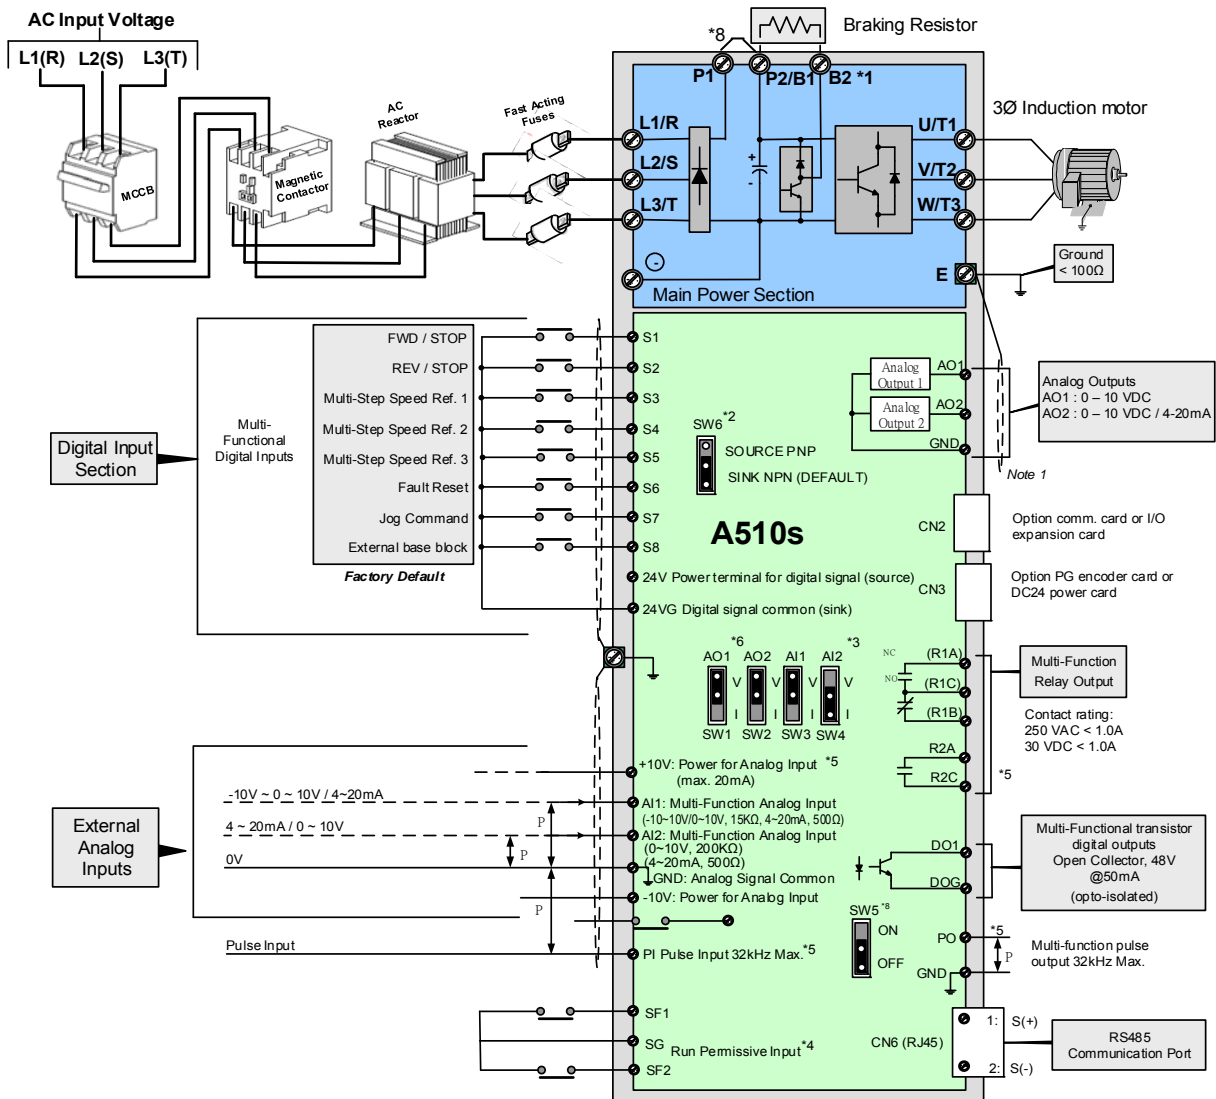 AC Input Voltage
L1(R) L2(S) L3(T)
MCCB
Magnetic
Contactor
AC
Reactor
Fast Acting
Fuses
*8
Braking Resistor
P1
P2/B1
B2 *1
L1/R
L2/S
L3/T
+
-
-
U/T1
V/T2
W/T3
E
3Ø Induction motor
Ground
< 100Ω
Main Power Section
Digital Input
Section
Multi-
Functional
Digital Inputs
FWD / STOP
REV / STOP
Multi-Step Speed Ref. 1
Multi-Step Speed Ref. 2
Multi-Step Speed Ref. 3
Fault Reset
Jog Command
External base block
Factory Default
S1
S2
S3
S4
S5
S6
S7
S8
24V Power terminal for digital signal (source)
24VG Digital signal common (sink)
SW6 *2
SOURCE PNP
SINK NPN (DEFAULT)
A510s
Analog
Output 1
Analog
Output 2
AO1
AO2
GND
Analog Outputs
AO1 : 0 – 10 VDC
AO2 : 0 – 10 VDC / 4-20mA
Note 1
CN2
Option comm. card or I/O
expansion card
CN3
Option PG encoder card or
DC24 power card
*6
*3
AO1 AO2 AI1 AI2
V V V V
I I I I
SW1 SW2 SW3 SW4
NC
NO
(R1A)
(R1C)
(R1B)
R2A
R2C
*5
Multi-Function
Relay Output
Contact rating:
250 VAC < 1.0A
30 VDC < 1.0A
External
Analog
Inputs
-10V ~ 0 ~ 10V / 4~20mA
4 ~ 20mA / 0 ~ 10V
0V
Pulse Input
P
P
P
+10V: Power for Analog Input *5
(max. 20mA)
AI1: Multi-Function Analog Input
(-10~10V/0~10V, 15KΩ, 4~20mA, 500Ω)
AI2: Multi-Function Analog Input
(0~10V, 200KΩ)
(4~20mA, 500Ω)
GND: Analog Signal Common
-10V: Power for Analog Input
PI Pulse Input 32kHz Max. *5
SW5 *8
ON
OFF
DO1
DOG
Multi-Functional transistor
digital outputs
Open Collector, 48V
@50mA
(opto-isolated)
PO
GND
*5
P
Multi-function pulse
output 32kHz Max.
SF1
SG
SF2
Run Permissive Input *4
CN6 (RJ45)
1: S(+)
2: S(-)
RS485
Communication Port